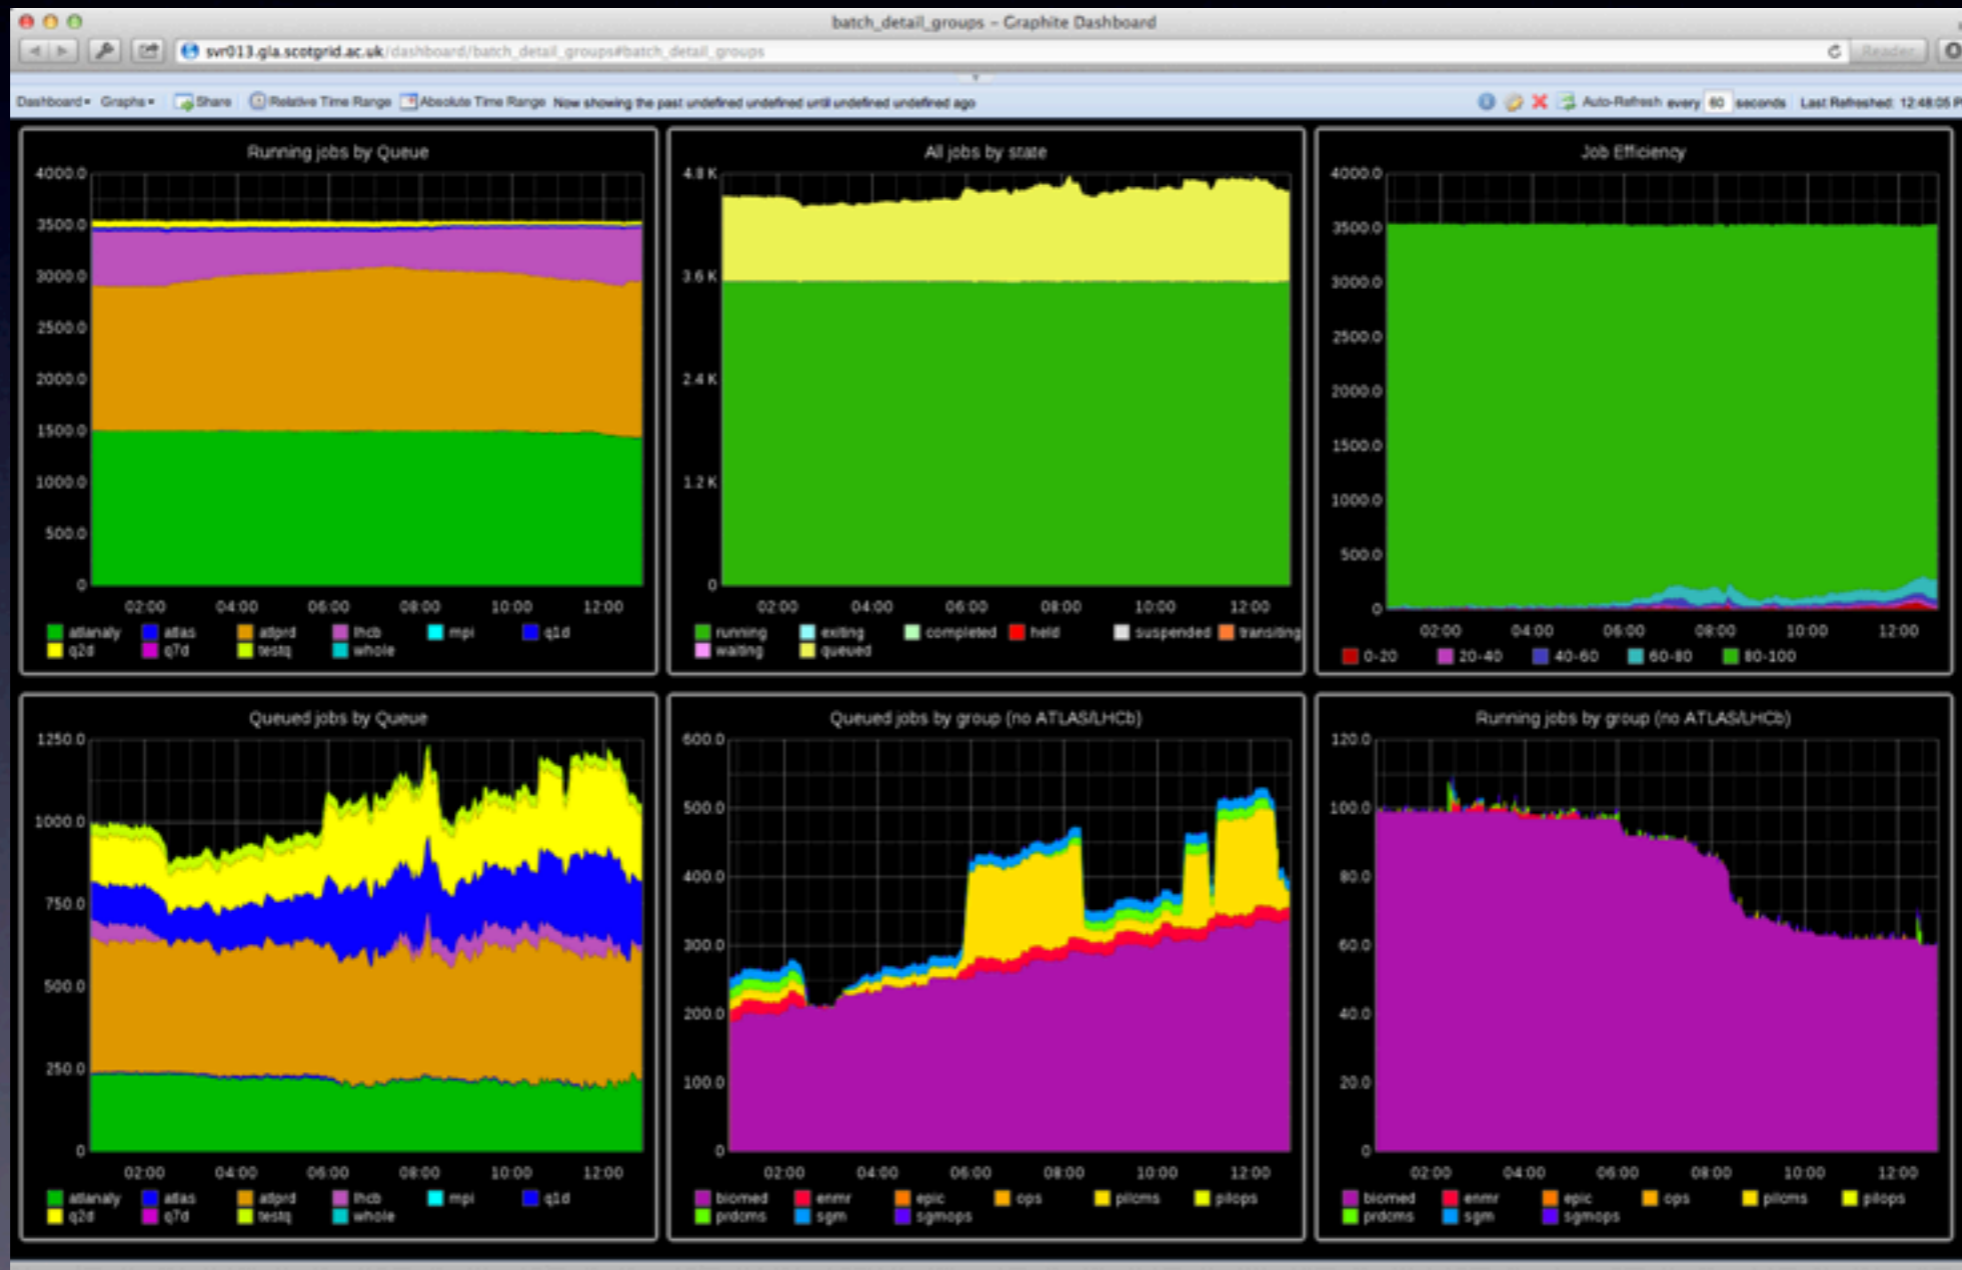 batch_detail_groups – Graphite Dashboard
svr013.gla.scotgrid.ac.uk/dashboard/batch_detail_groups#batch_detail_groups
Reader
Dashboard Graphs Share Relative Time Range Absolute Time Range Now showing the past undefined undefined until undefined undefined ago
Auto-Refresh every 60 seconds Last Refreshed: 12:48:05 P
Running jobs by Queue
4000.0
3500.0
3000.0
2500.0
2000.0
1500.0
1000.0
500.0
0
02:00 04:00 06:00 08:00 10:00 12:00
atlanaly atlas atlprd lhcb mpi q1d
q2d q7d testq whole
All jobs by state
4.8 K
3.6 K
2.4 K
1.2 K
0
02:00 04:00 06:00 08:00 10:00 12:00
running exiting completed held suspended transiting
waiting queued
Job Efficiency
4000.0
3500.0
3000.0
2500.0
2000.0
1500.0
1000.0
500.0
0
02:00 04:00 06:00 08:00 10:00 12:00
0-20 20-40 40-60 60-80 80-100
Queued jobs by Queue
1250.0
1000.0
750.0
500.0
250.0
0
02:00 04:00 06:00 08:00 10:00 12:00
atlanaly atlas atlprd lhcb mpi q1d
q2d q7d testq whole
Queued jobs by group (no ATLAS/LHCb)
600.0
500.0
400.0
300.0
200.0
100.0
0
02:00 04:00 06:00 08:00 10:00 12:00
biomed enmr epic ops pilcms pilops
prdcms sgm sgmops
Running jobs by group (no ATLAS/LHCb)
120.0
100.0
80.0
60.0
40.0
20.0
0
02:00 04:00 06:00 08:00 10:00 12:00
biomed enmr epic ops pilcms pilops
prdcms sgm sgmops